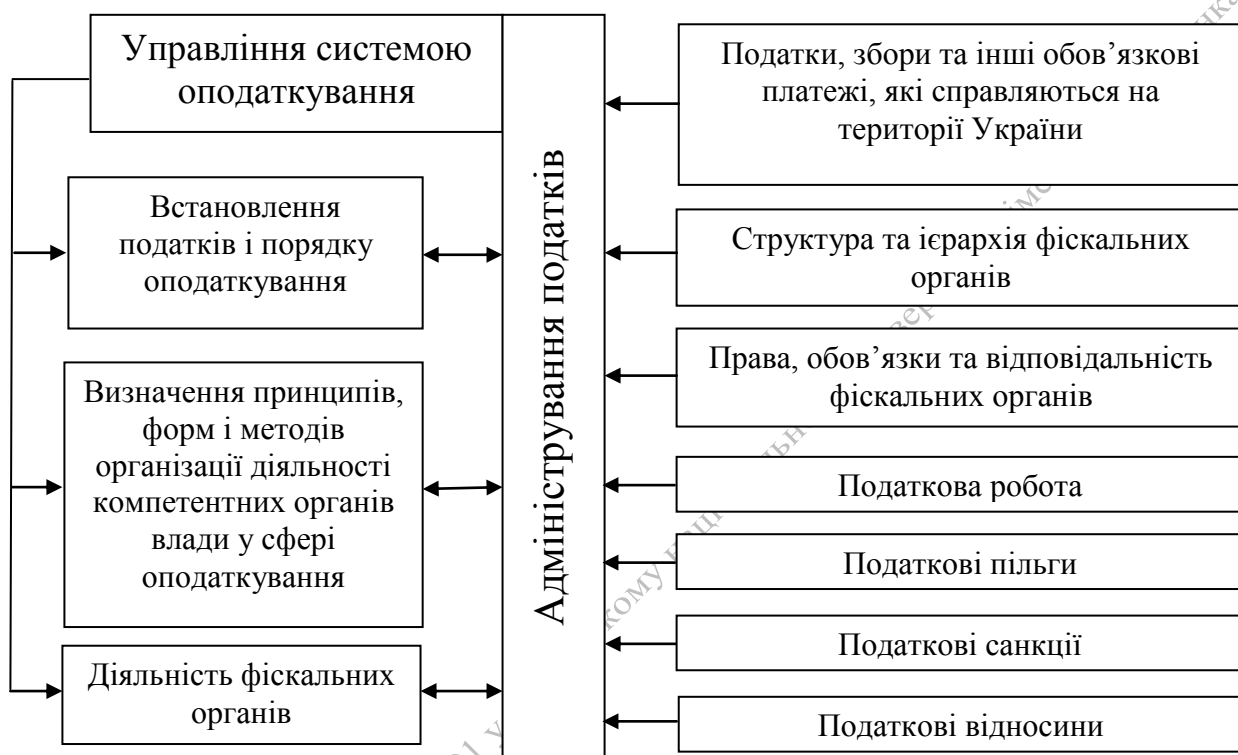 Управління системою
оподаткування
Встановлення
податків і порядку
оподаткування
Визначення принципів,
форм і методів
організації діяльності
компетентних органів
влади у сфері
оподаткування
Діяльність фіскальних
органів
Адміністрування податків
Податки, збори та інші обов’язкові
платежі, які справляються на
території України
Структура та ієрархія фіскальних
органів
Права, обов’язки та відповідальність
фіскальних органів
Податкова робота
Податкові пільги
Податкові санкції
Податкові відносини